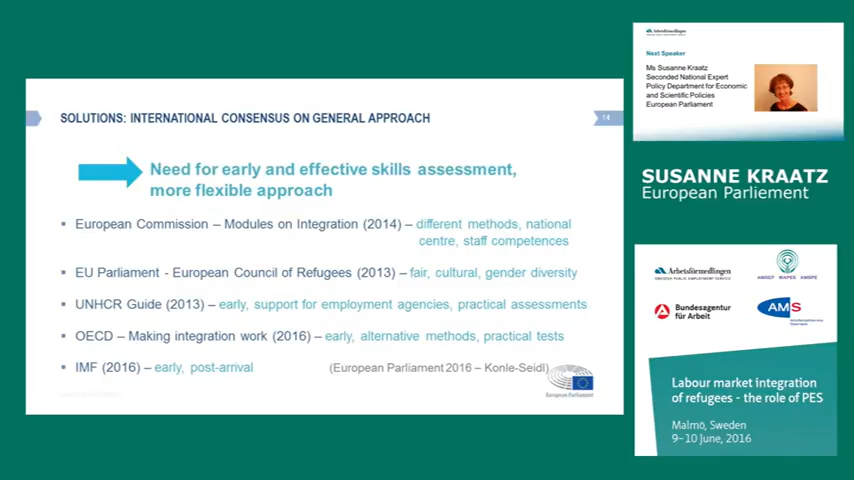 SOLUTIONS: INTERNATIONAL CONSENSUS ON GENERAL APPROACH
14
Need for early and effective skills assessment,
more flexible approach
▪ European Commission – Modules on Integration (2014) – different methods, national
centre, staff competences
▪ EU Parliament - European Council of Refugees (2013) – fair, cultural, gender diversity
▪ UNHCR Guide (2013) – early, support for employment agencies, practical assessments
▪ OECD – Making integration work (2016) – early, alternative methods, practical tests
▪ IMF (2016) – early, post-arrival
(European Parliament 2016 – Konle-Seidl)
European Parliament
Arbetsförmedlingen
Next Speaker
Ms Susanne Kraatz
Seconded National Expert
Policy Department for Economic
and Scientific Policies
European Parliament
SUSANNE KRAATZ
European Parliement
Arbetsförmedlingen
SWEDISH PUBLIC EMPLOYMENT SERVICE
AMSEP WAPES AMSPE
Bundesagentur
für Arbeit
AMS
Labour market integration
of refugees - the role of PES
Malmö, Sweden
9–10 June, 2016